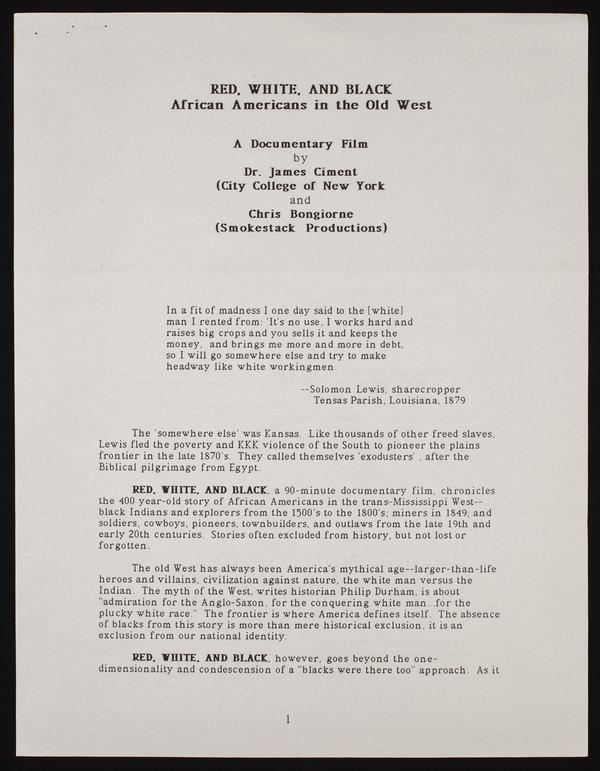 RED, WHITE, AND BLACK
African Americans in the Old West
A Documentary Film
by
Dr. James Ciment
(City College of New York
and
Chris Bongiorne
(Smokestack Productions)
In a fit of madness I one day said to the [white]
man I rented from: 'It's no use, I works hard and
raises big crops and you sells it and keeps the
money, and brings me more and more in debt,
so I will go somewhere else and try to make
headway like white workingmen.
--Solomon Lewis, sharecropper
Tensas Parish, Louisiana, 1879
The 'somewhere else' was Kansas. Like thousands of other freed slaves,
Lewis fled the poverty and KKK violence of the South to pioneer the plains
frontier in the late 1870's. They called themselves 'exodusters' , after the
Biblical pilgrimage from Egypt.
RED, WHITE, AND BLACK, a 90-minute documentary film, chronicles
the 400 year-old story of African Americans in the trans-Mississippi West--
black Indians and explorers from the 1500's to the 1800's; miners in 1849; and
soldiers, cowboys, pioneers, townbuilders, and outlaws from the late 19th and
early 20th centuries. Stories often excluded from history, but not lost or
forgotten.
The old West has always been America's mythical age--larger-than-life
heroes and villains, civilization against nature, the white man versus the
Indian. The myth of the West, writes historian Philip Durham, is about
"admiration for the Anglo-Saxon, for the conquering white man...for the
plucky white race." The frontier is where America defines itself. The absence
of blacks from this story is more than mere historical exclusion, it is an
exclusion from our national identity.
RED, WHITE, AND BLACK, however, goes beyond the one-
dimensionality and condescension of a "blacks were there too" approach. As it
1